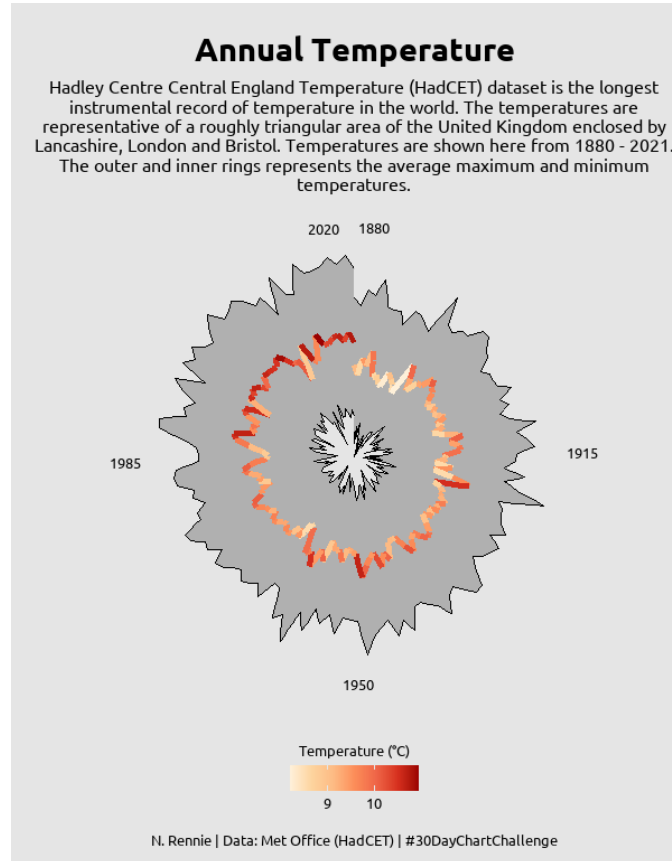 Annual Temperature
Hadley Centre Central England Temperature (HadCET) dataset is the longest
instrumental record of temperature in the world. The temperatures are
representative of a roughly triangular area of the United Kingdom enclosed by
Lancashire, London and Bristol. Temperatures are shown here from 1880 - 2021.
The outer and inner rings represents the average maximum and minimum
temperatures.
2020 1880
1915
1985
1950
Temperature (°C)
9 10
N. Rennie | Data: Met Office (HadCET) | #30DayChartChallenge